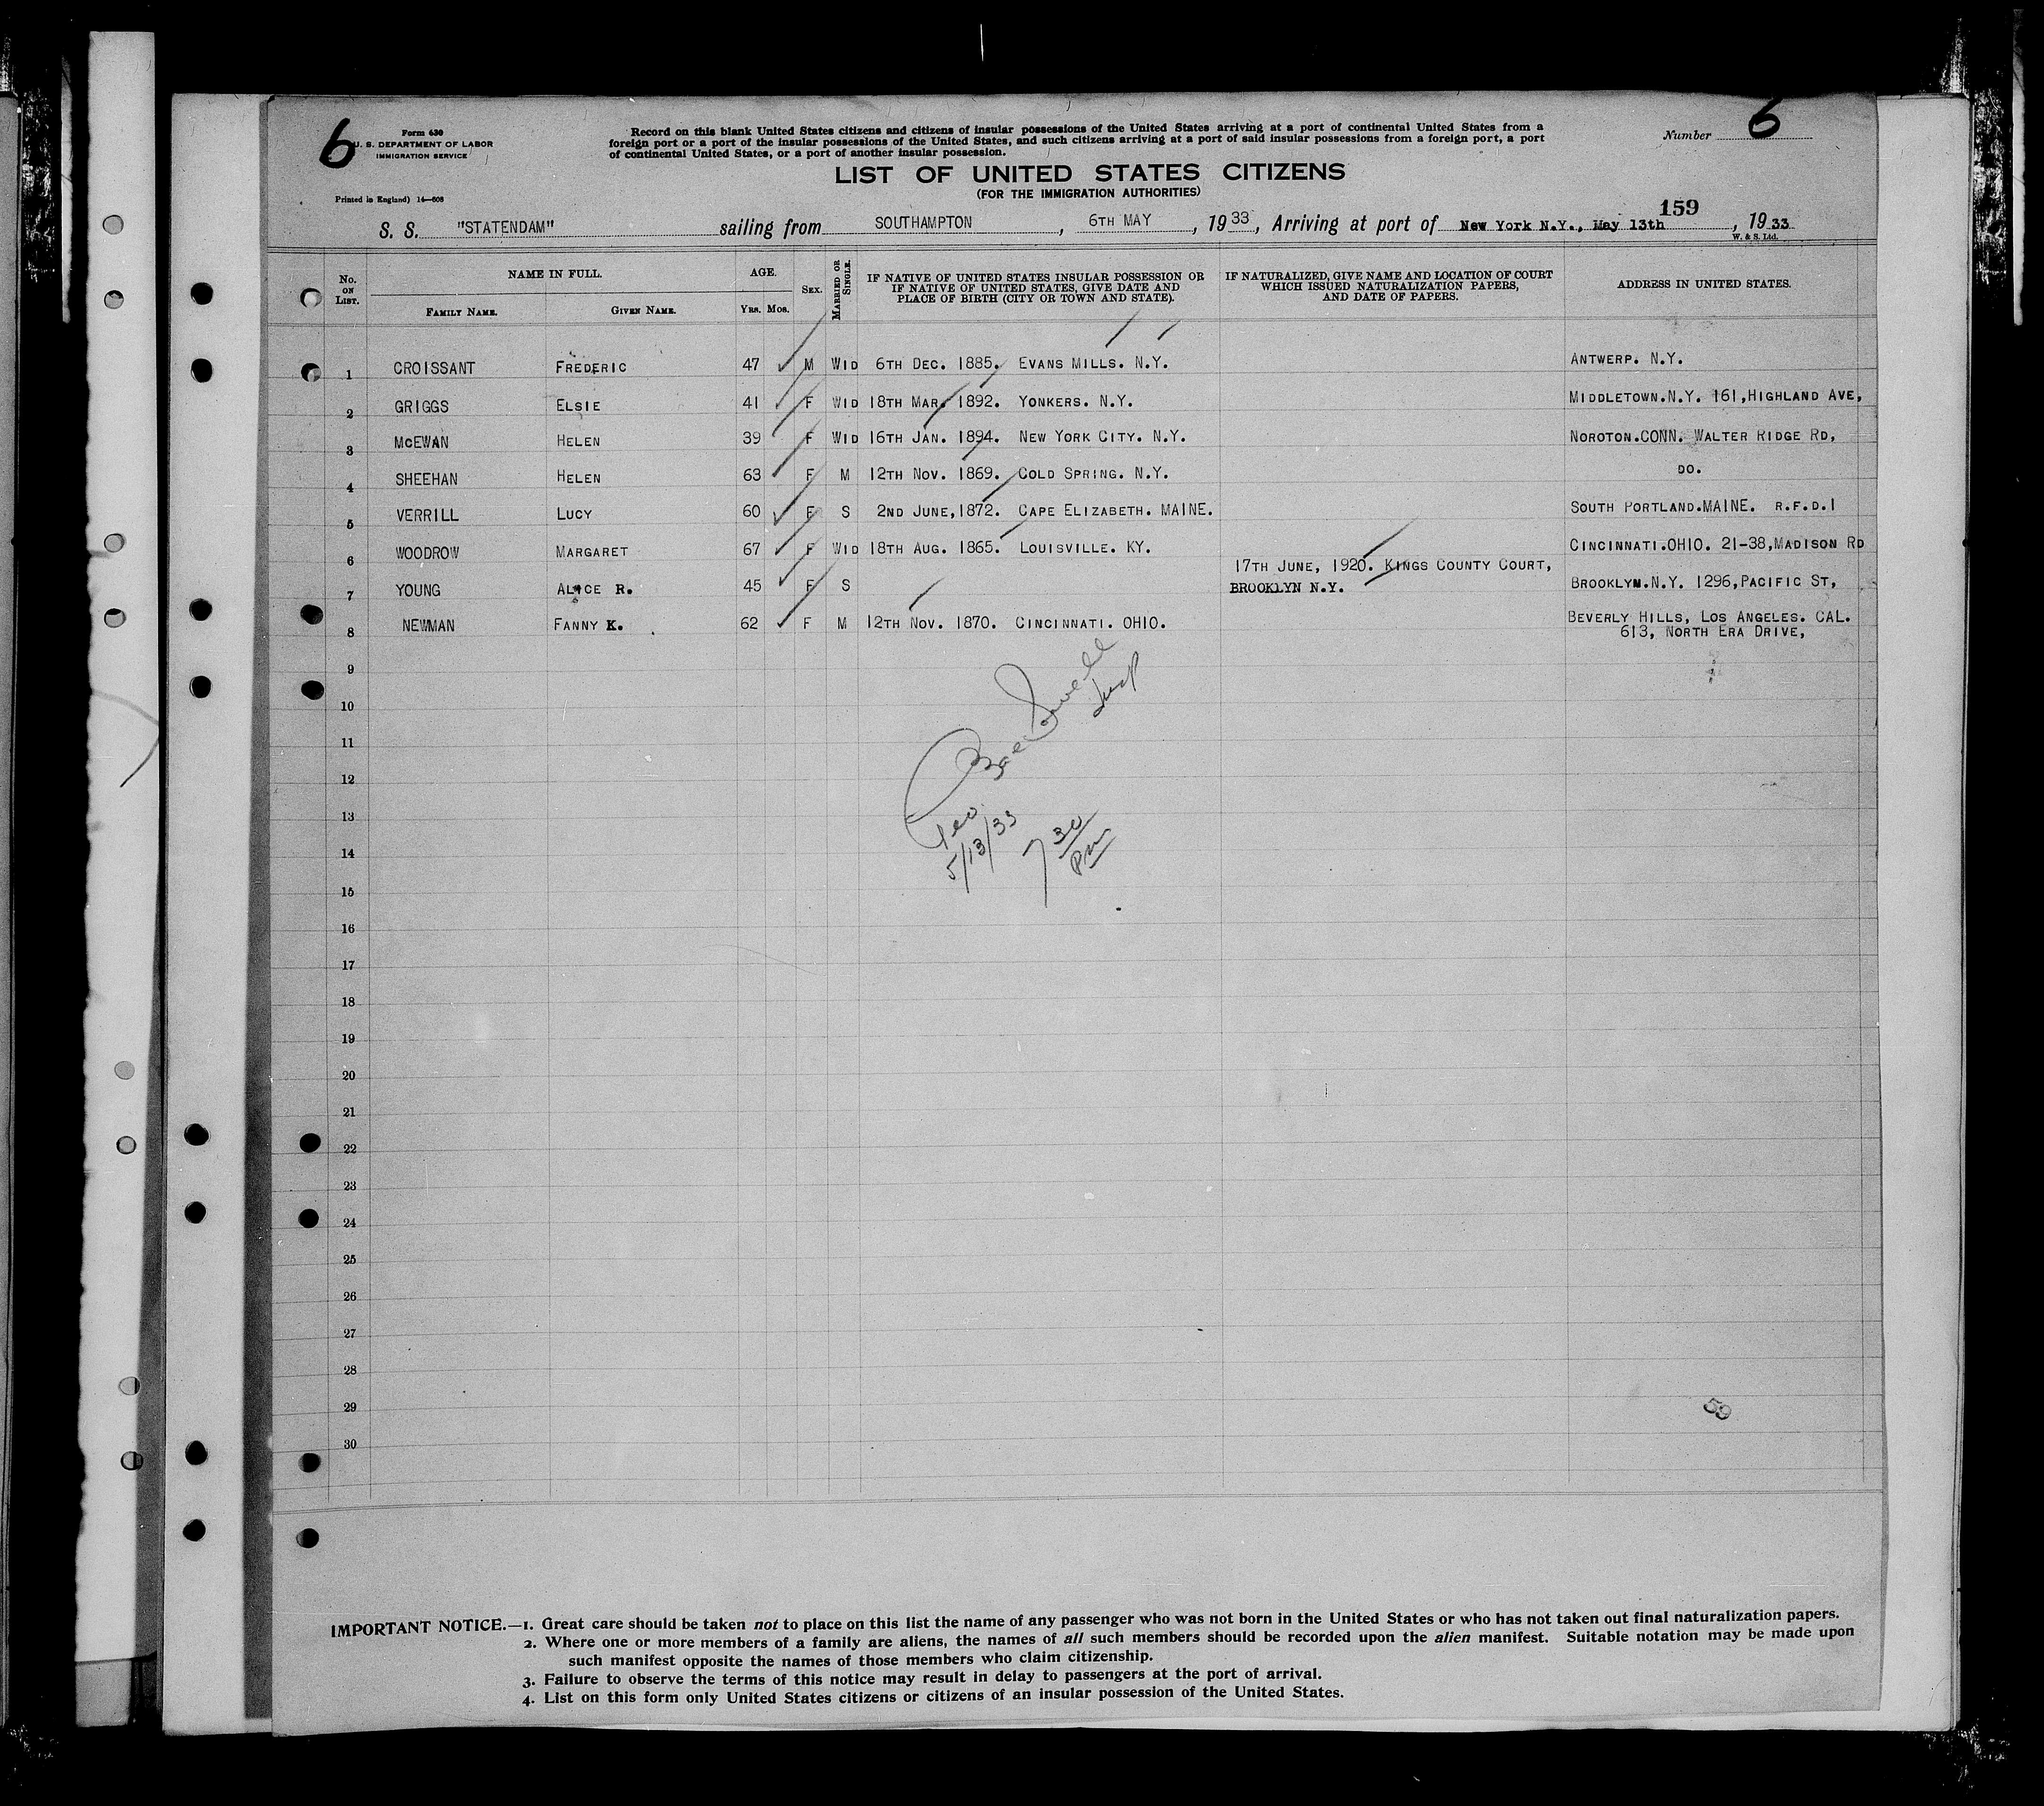 6
Form 630
U. S. DEPARTMENT OF LABOR
IMMIGRATION SERVICE
Printed in England) 14—608
Record on this blank United States citizens and citizens of insular possessions of the United States arriving at a port of continental United States from a
foreign port or a port of the insular possessions of the United States, and such citizens arriving at a port of said insular possessions from a foreign port, a port
of continental United States, or a port of another insular possession.
Number 6
LIST OF UNITED STATES CITIZENS
(FOR THE IMMIGRATION AUTHORITIES)
159
S. S. "STATENDAM" sailing from SOUTHAMPTON, 6TH MAY, 1933, Arriving at port of New York N.Y., May 13th, 1933
W. & S. Ltd.
No. ON LIST. NAME IN FULL. AGE. SEX. MARRIED OR SINGLE. IF NATIVE OF UNITED STATES INSULAR POSSESSION OR IF NATIVE OF UNITED STATES, GIVE DATE AND PLACE OF BIRTH (CITY OR TOWN AND STATE). IF NATURALIZED, GIVE NAME AND LOCATION OF COURT WHICH ISSUED NATURALIZATION PAPERS, AND DATE OF PAPERS. ADDRESS IN UNITED STATES.
FAMILY NAME. GIVEN NAME. YRS. MOS.
1 CROISSANT FREDERIC 47 M WID 6TH DEC. 1885. EVANS MILLS. N.Y. ANTWERP. N.Y.
2 GRIGGS ELSIE 41 F WID 18TH MAR. 1892. YONKERS. N.Y. MIDDLETOWN.N.Y. 161,HIGHLAND AVE,
3 MCEWAN HELEN 39 F WID 16TH JAN. 1894. NEW YORK CITY. N.Y. NOROTON.CONN. WALTER RIDGE RD,
4 SHEEHAN HELEN 63 F M 12TH NOV. 1869. COLD SPRING. N.Y. DO.
5 VERRILL LUCY 60 F S 2ND JUNE,1872. CAPE ELIZABETH. MAINE. SOUTH PORTLAND.MAINE. R.F.D.1
6 WOODROW MARGARET 67 F WID 18TH AUG. 1865. LOUISVILLE. KY. CINCINNATI.OHIO. 21-38,MADISON RD
17TH JUNE, 1920. KINGS COUNTY COURT,
7 YOUNG ALICE R. 45 F S BROOKLYN N.Y. BROOKLYN.N.Y. 1296,PACIFIC ST,
8 NEWMAN FANNY K. 62 F M 12TH NOV. 1870. CINCINNATI. OHIO. BEVERLY HILLS, LOS ANGELES. CAL.
613, NORTH ERA DRIVE,
9
10
11
12
13
14
15
16
17
18
19
20
21
22
23
24
25
26
27
28
29
30
Insp
Geo
5/13/33
7 30 PM
59
IMPORTANT NOTICE.—1. Great care should be taken not to place on this list the name of any passenger who was not born in the United States or who has not taken out final naturalization papers.
2. Where one or more members of a family are aliens, the names of all such members should be recorded upon the alien manifest. Suitable notation may be made upon
such manifest opposite the names of those members who claim citizenship.
3. Failure to observe the terms of this notice may result in delay to passengers at the port of arrival.
4. List on this form only United States citizens or citizens of an insular possession of the United States.